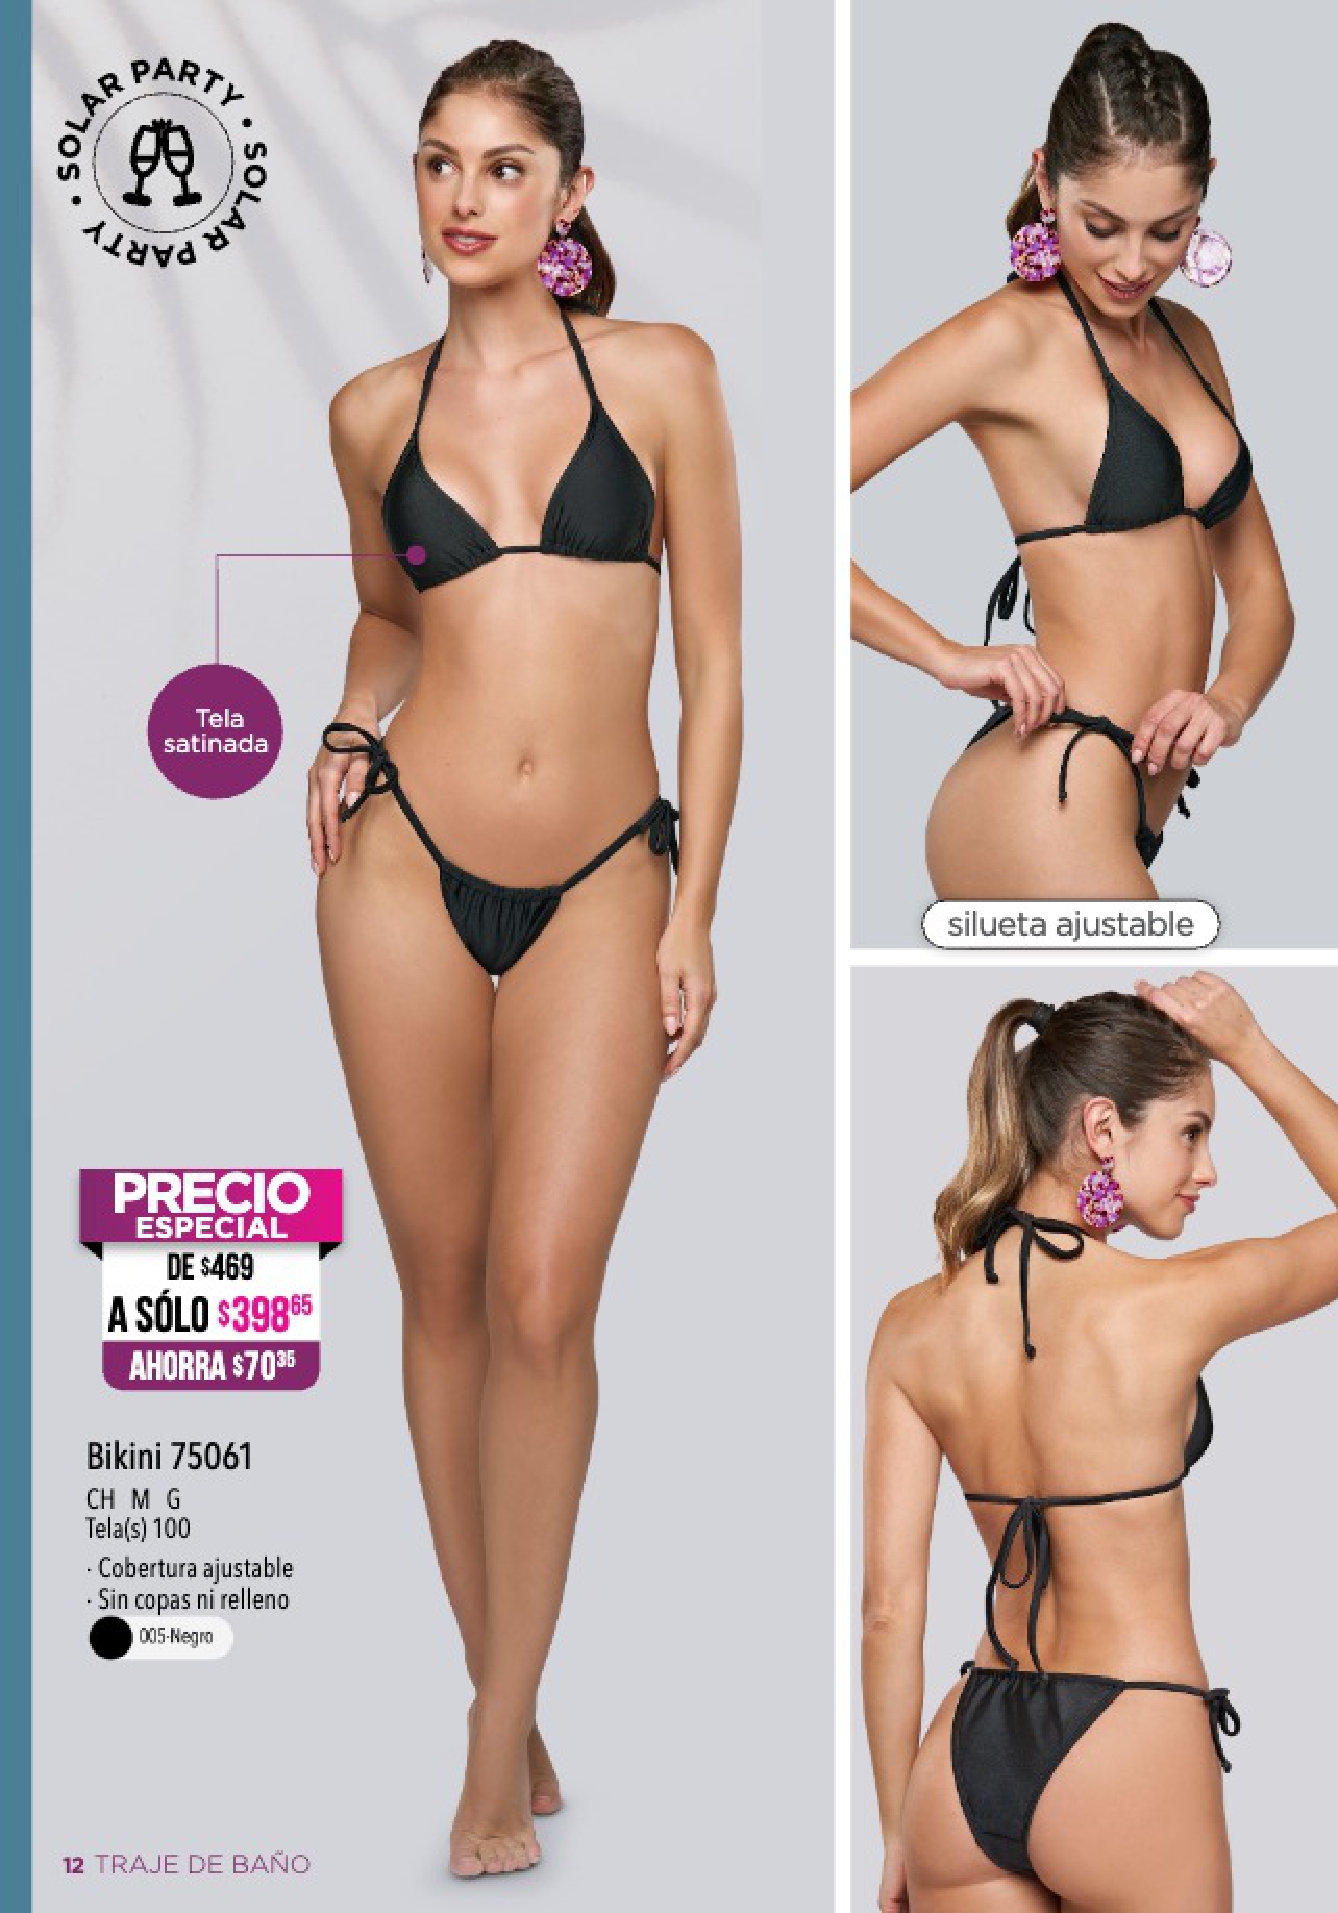 SOLAR PARTY • SOLAR PARTY •
Tela
satinada
silueta ajustable
PRECIO
ESPECIAL
DE $469
A SÓLO $398⁶⁵
AHORRA $70³⁵
Bikini 75061
CH M G
Tela(s) 100
· Cobertura ajustable
· Sin copas ni relleno
005-Negro
12 TRAJE DE BAÑO